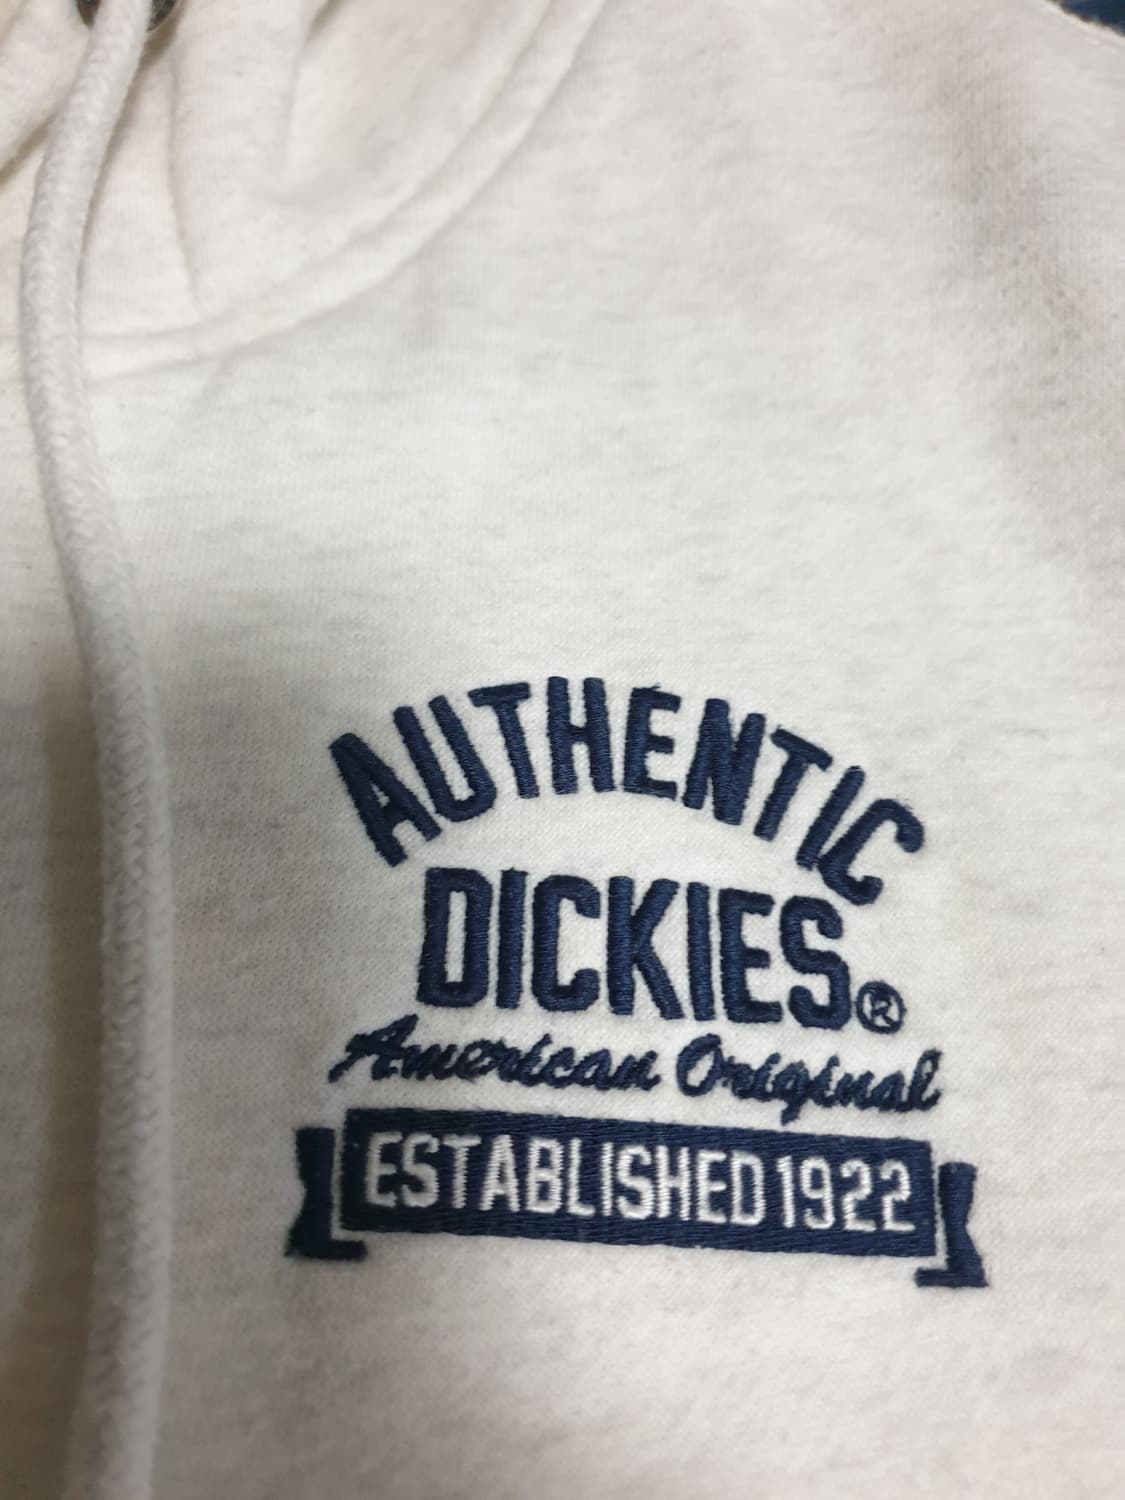 AUTHENTIC
DICKIES®
American Original
ESTABLISHED 1922